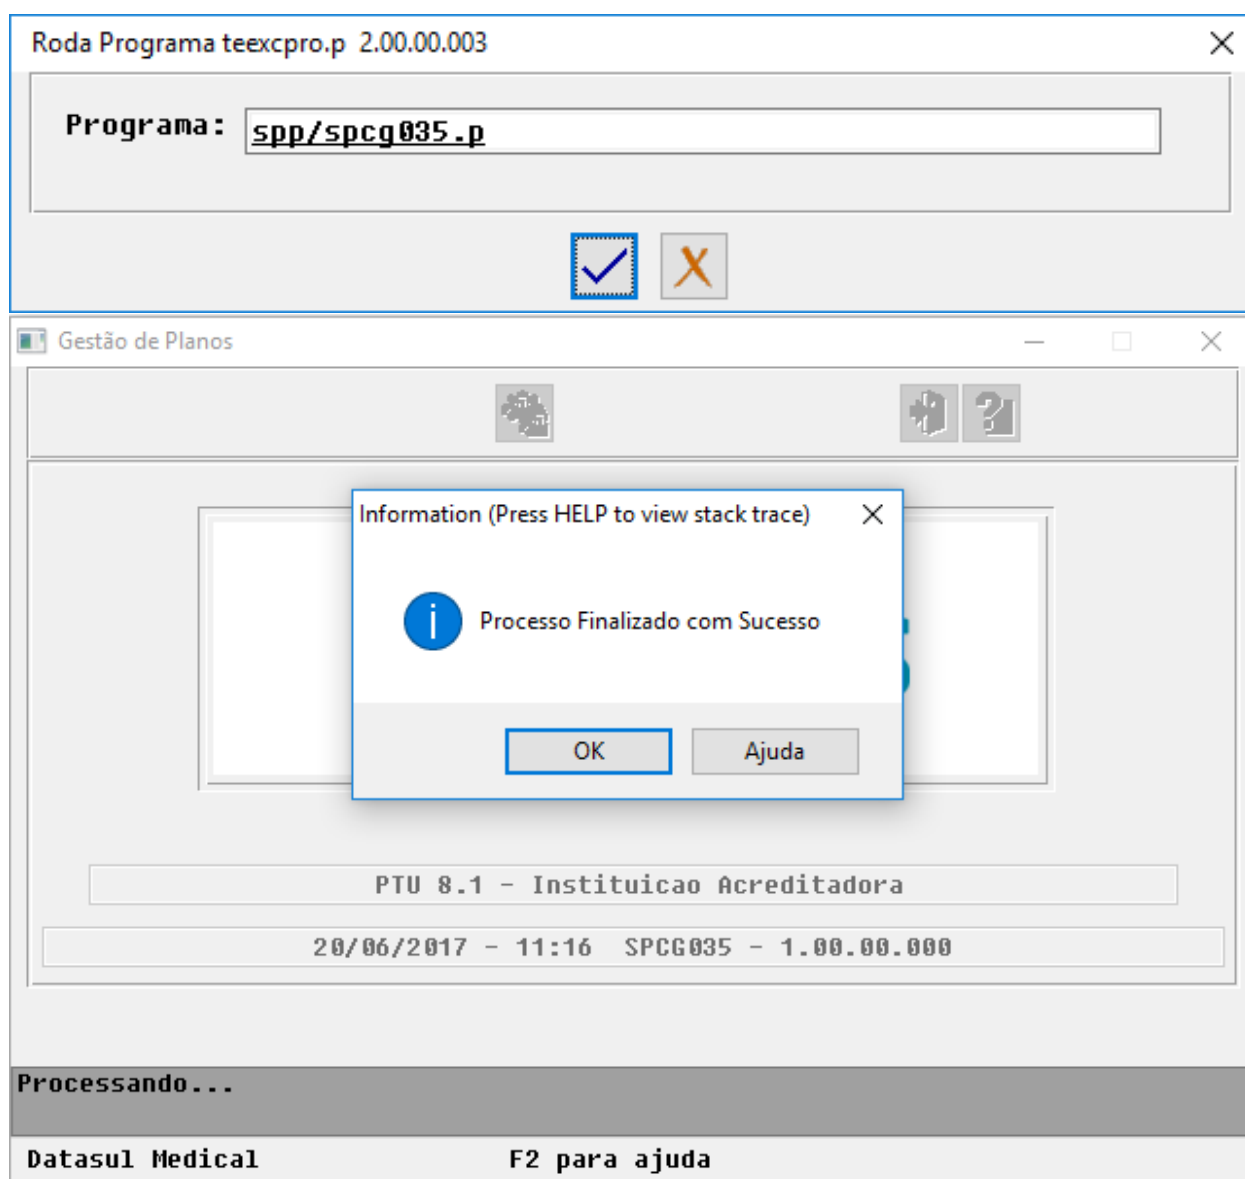 Roda Programa teexcpro.p 2.00.00.003
Programa: spp/spcg035.p
Gestão de Planos
Information (Press HELP to view stack trace)
Processo Finalizado com Sucesso
OK Ajuda
PTU 8.1 - Instituicao Acreditadora
20/06/2017 - 11:16 SPCG035 - 1.00.00.000
Processando...
Datasul Medical F2 para ajuda